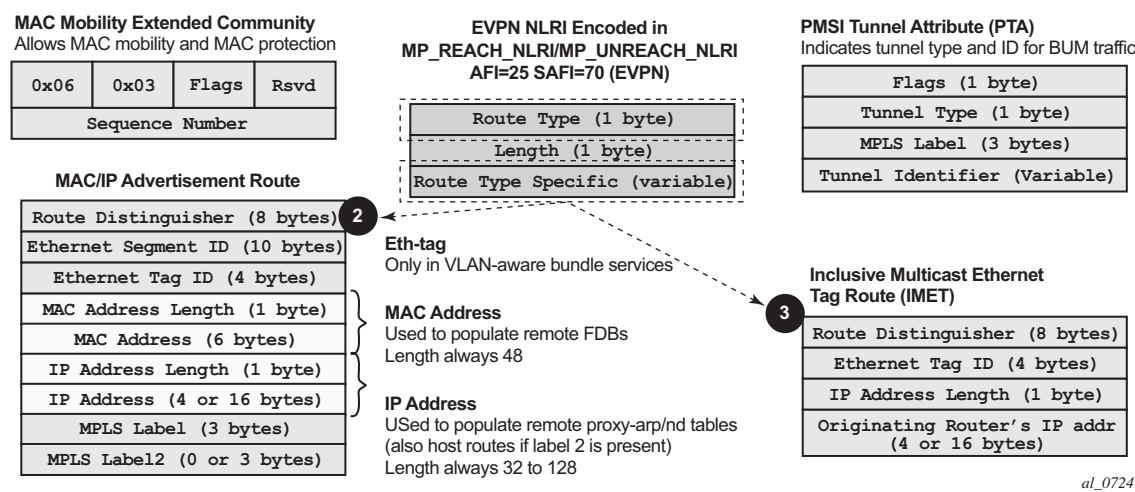 MAC Mobility Extended Community
Allows MAC mobility and MAC protection
0x06 0x03 Flags Rsvd
Sequence Number
EVPN NLRI Encoded in
MP_REACH_NLRI/MP_UNREACH_NLRI
AFI=25 SAFI=70 (EVPN)
Route Type (1 byte)
Length (1 byte)
Route Type Specific (variable)
PMSI Tunnel Attribute (PTA)
Indicates tunnel type and ID for BUM traffic
Flags (1 byte)
Tunnel Type (1 byte)
MPLS Label (3 bytes)
Tunnel Identifier (Variable)
MAC/IP Advertisement Route
Route Distinguisher (8 bytes)
2
Ethernet Segment ID (10 bytes)
Ethernet Tag ID (4 bytes)
MAC Address Length (1 byte)
MAC Address (6 bytes)
IP Address Length (1 byte)
IP Address (4 or 16 bytes)
MPLS Label (3 bytes)
MPLS Label2 (0 or 3 bytes)
Eth-tag
Only in VLAN-aware bundle services
MAC Address
Used to populate remote FDBs
Length always 48
IP Address
USed to populate remote proxy-arp/nd tables
(also host routes if label 2 is present)
Length always 32 to 128
Inclusive Multicast Ethernet
Tag Route (IMET)
3
Route Distinguisher (8 bytes)
Ethernet Tag ID (4 bytes)
IP Address Length (1 byte)
Originating Router's IP addr
(4 or 16 bytes)
al_0724